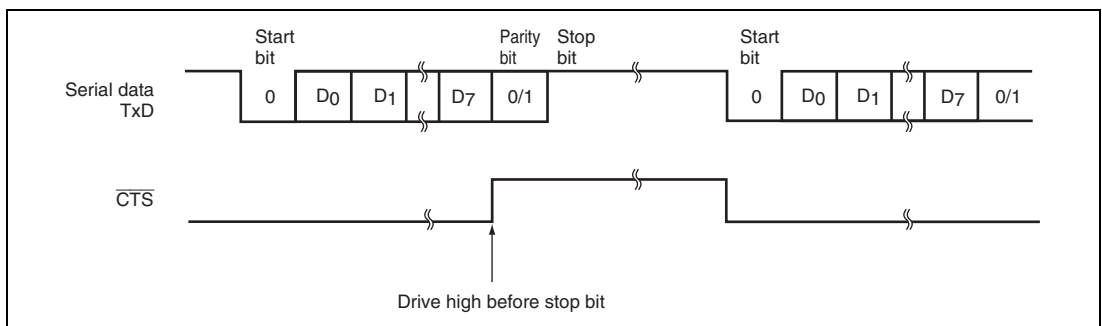 Start bit
Parity bit
Stop bit
Start bit
Serial data TxD
0 D0 D1 D7 0/1 0 D0 D1 D7 0/1
CTS
Drive high before stop bit